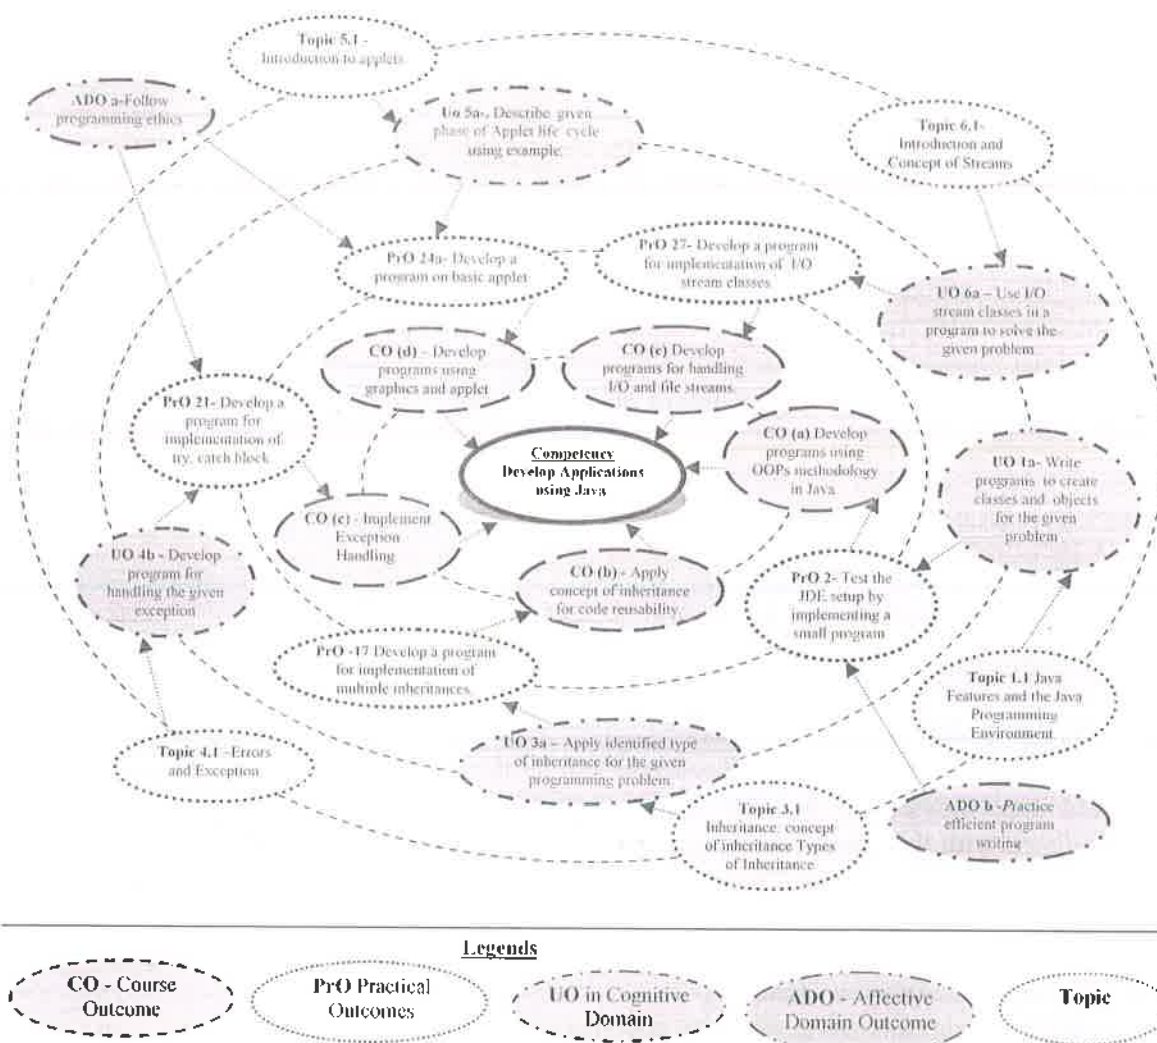 Topic 5.1 -
Introduction to applets
ADO a-Follow
programming ethics
Uo 5a-. Describe given
phase of Applet life cycle
using example.
Topic 6.1-
Introduction and
Concept of Streams
PrO 24a- Develop a
program on basic applet
PrO 27- Develop a program
for implementation of I/O
stream classes.
UO 6a – Use I/O
stream classes in a
program to solve the
given problem
CO (d) - Develop
programs using
graphics and applet
CO (e) Develop
programs for handling
I/O and file streams.
PrO 21- Develop a
program for
implementation of
try, catch block
Competency
Develop Applications
using Java
CO (a) Develop
programs using
OOPs methodology
in Java
UO 1a- Write
programs to create
classes and objects
for the given
problem .
CO (c) - Implement
Exception
Handling
UO 4b - Develop
program for
handling the given
exception
CO (b) - Apply
concept of inheritance
for code reusability.
PrO 2- Test the
JDE setup by
implementing a
small program
PrO -17 Develop a program
for implementation of
multiple inheritances.
Topic 1.1 Java
Features and the Java
Programming
Environment
Topic 4.1 -Errors
and Exception
UO 3a – Apply identified type
of inheritance for the given
programming problem
Topic 3.1
Inheritance: concept
of inheritance Types
of Inheritance
ADO b -Practice
efficient program
writing
Legends
CO - Course
Outcome
PrO Practical
Outcomes
UO in Cognitive
Domain
ADO - Affective
Domain Outcome
Topic